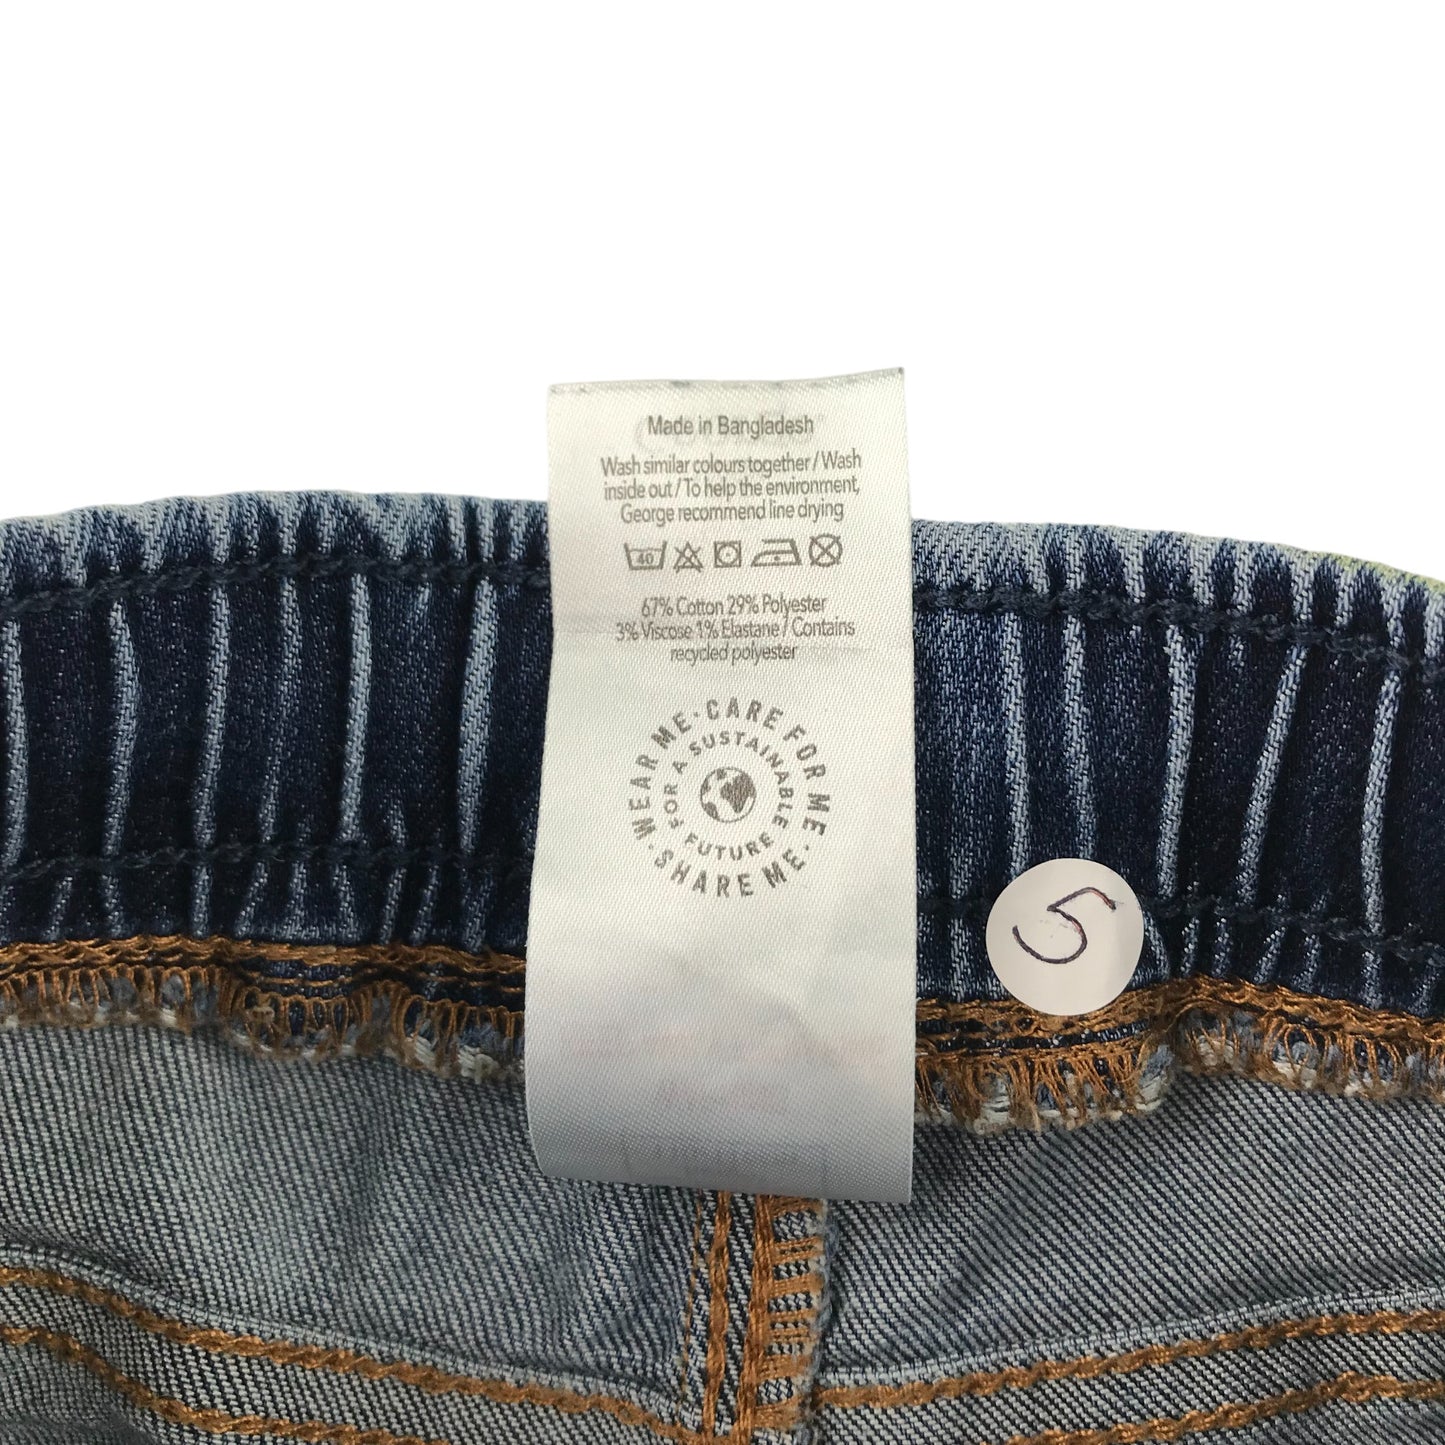 Made in Bangladesh
Wash similar colours together / Wash
inside out / To help the environment,
George recommend line drying
40
67% Cotton 29% Polyester
3% Viscose 1% Elastane / Contains
recycled polyester
WEAR ME · CARE FOR ME · SHARE ME ·
FOR A SUSTAINABLE FUTURE
5